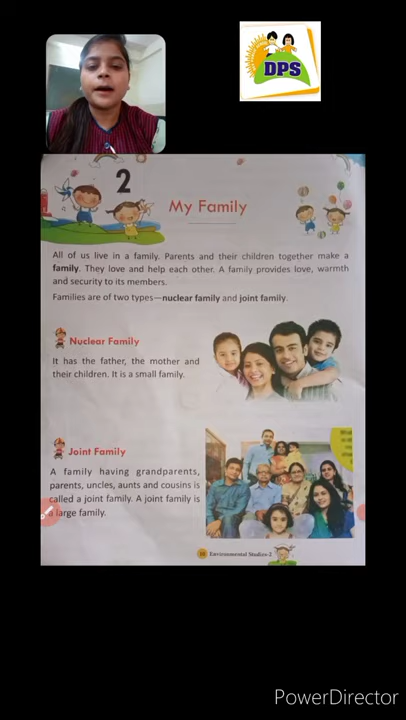 DPS
2
My Family
All of us live in a family. Parents and their children together make a
family. They love and help each other. A family provides love, warmth
and security to its members.
Families are of two types—nuclear family and joint family.
Nuclear Family
It has the father, the mother and
their children. It is a small family.
Joint Family
A family having grandparents,
parents, uncles, aunts and cousins is
called a joint family. A joint family is
a large family.
Environmental Studies-2
PowerDirector